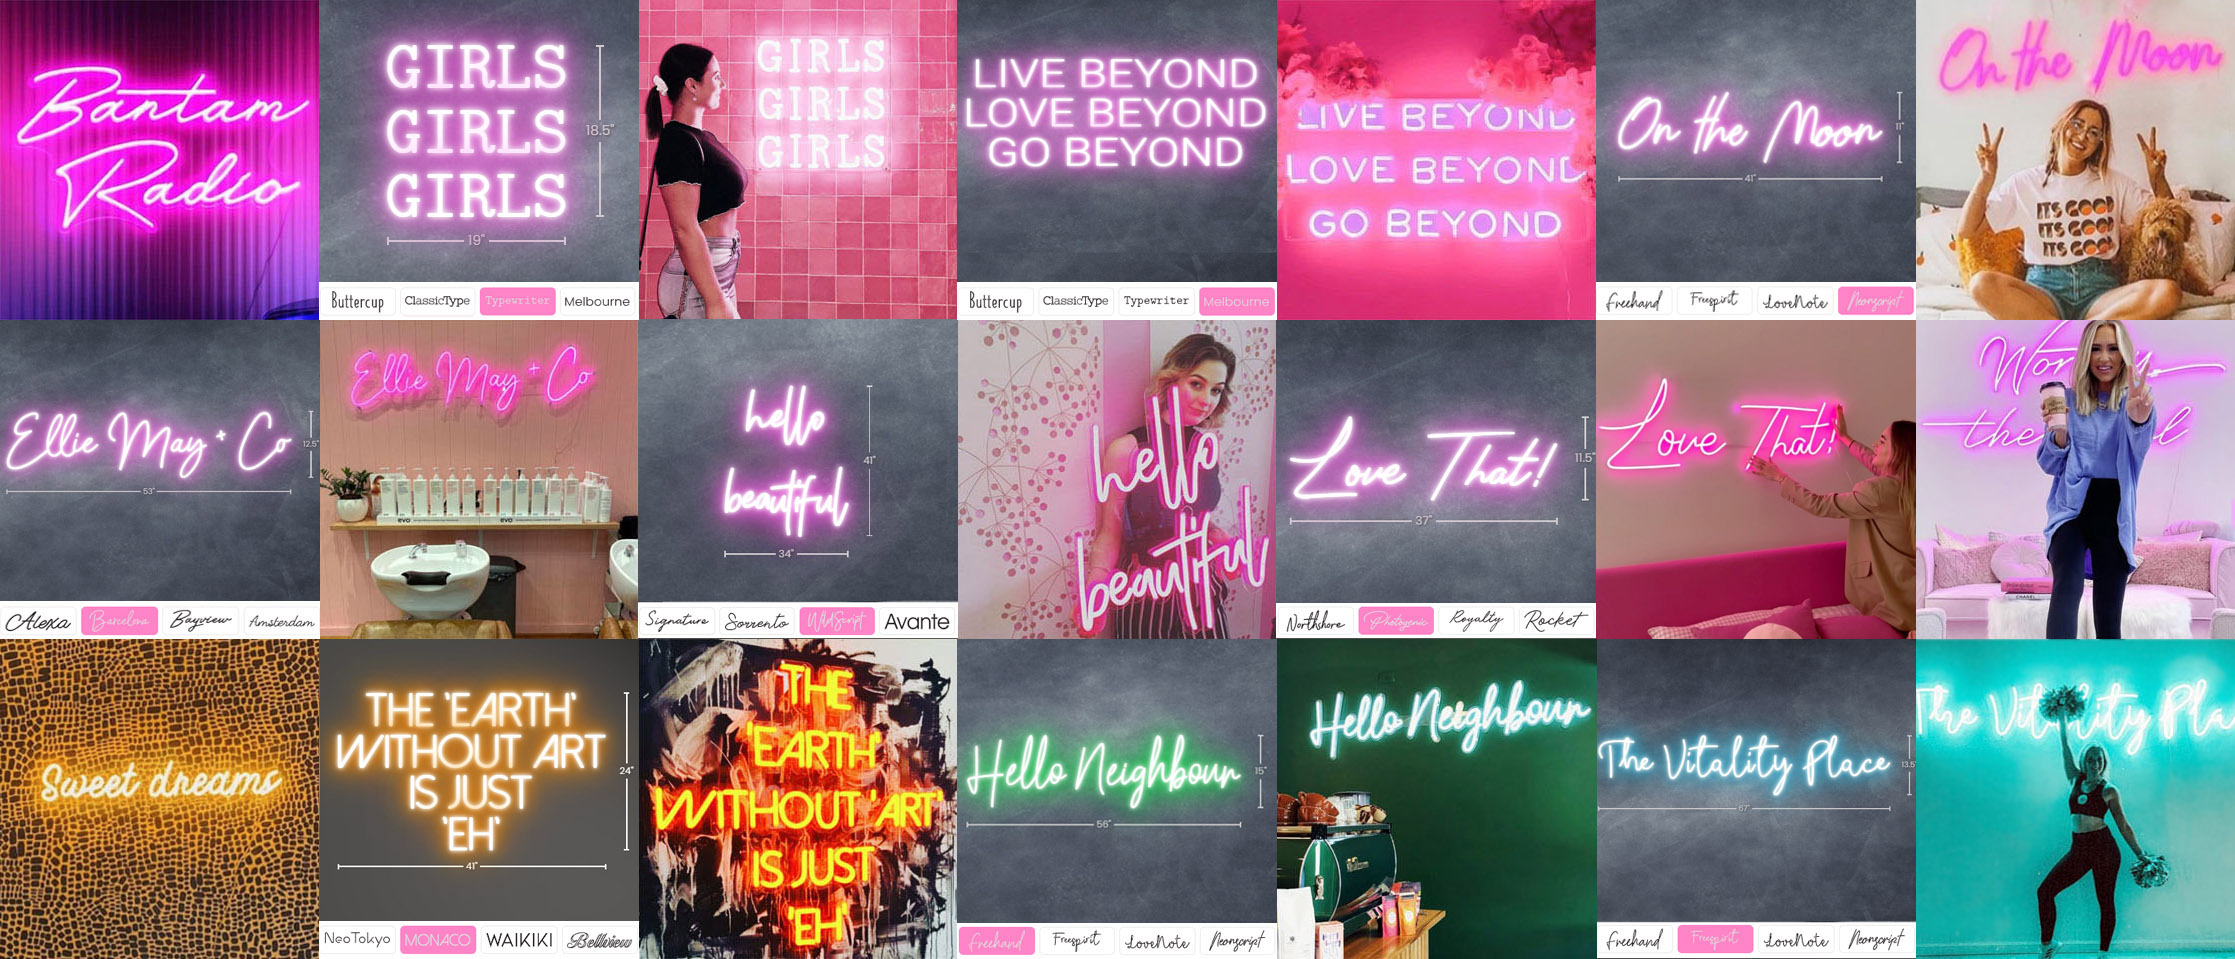 Bantam
Radio
GIRLS
GIRLS
GIRLS
18.5"
19"
Buttercup
ClassicType
Typewriter
Melbourne
GIRLS
GIRLS
GIRLS
LIVE BEYOND
LOVE BEYOND
GO BEYOND
Buttercup
ClassicType
Typewriter
Melbourne
LIVE BEYOND
LOVE BEYOND
GO BEYOND
On the Moon
11"
41"
Freehand
Freespirit
LoveNote
Neonscript
On the Moon
IT'S GOOD
IT'S GOOD
IT'S GOOD
Ellie May + Co
12.5"
53"
Alexa
Barcelona
Bayview
Amsterdam
Ellie May + Co
evo
evo
hello
beautiful
41"
34"
Signature
Sorrento
WildScript
Avante
hello
beautiful
Love That!
11.5"
37"
Northshore
Photogenic
Royalty
Rocket
Love That!
the
CHANEL
Sweet dreams
THE 'EARTH'
WITHOUT ART
IS JUST
'EH'
24"
41"
NeoTokyo
MONACO
WAIKIKI
Bellview
THE
'EARTH'
WITHOUT 'ART'
IS JUST
'EH'
Hello Neighbour
15"
56"
Freehand
Freespirit
LoveNote
Neonscript
Hello Neighbour
The Vitality Place
13.5"
67"
Freehand
Freespirit
LoveNote
Neonscript
The Vitality Pla